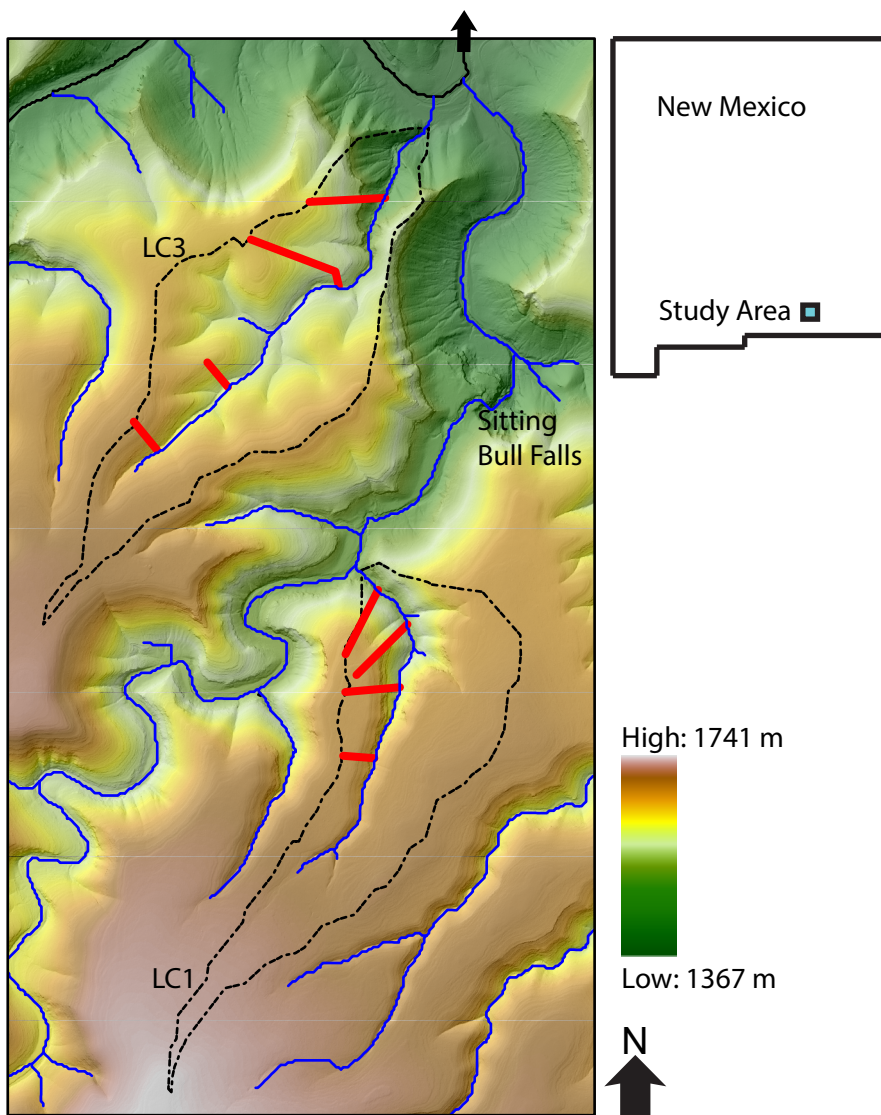 New Mexico
LC3
Study Area
Sitting
Bull Falls
High: 1741 m
LC1
Low: 1367 m
N